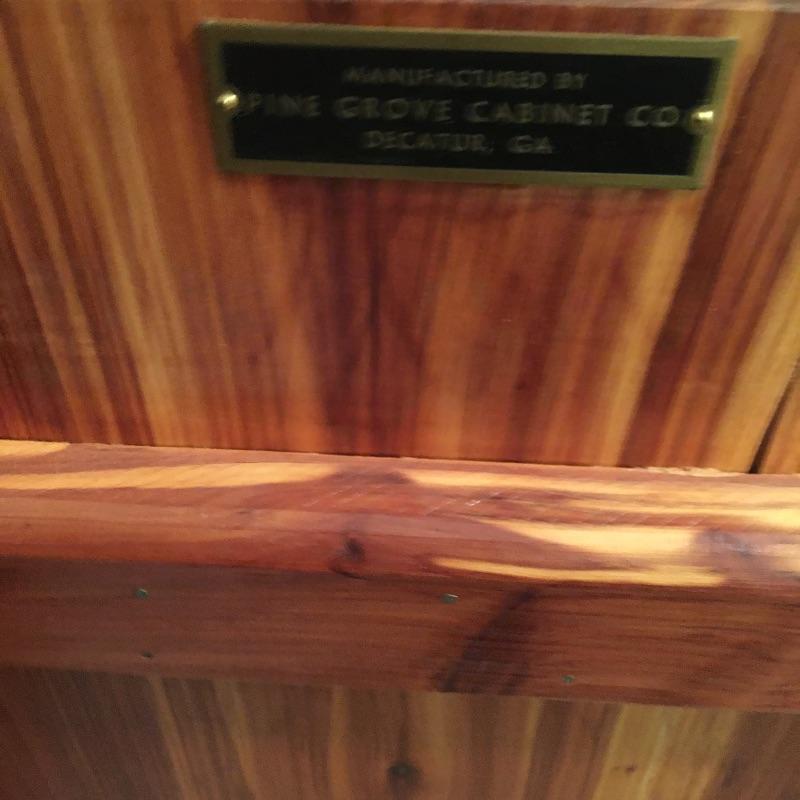 MANUFACTURED BY
PINE GROVE CABINET CO
DECATUR, GA